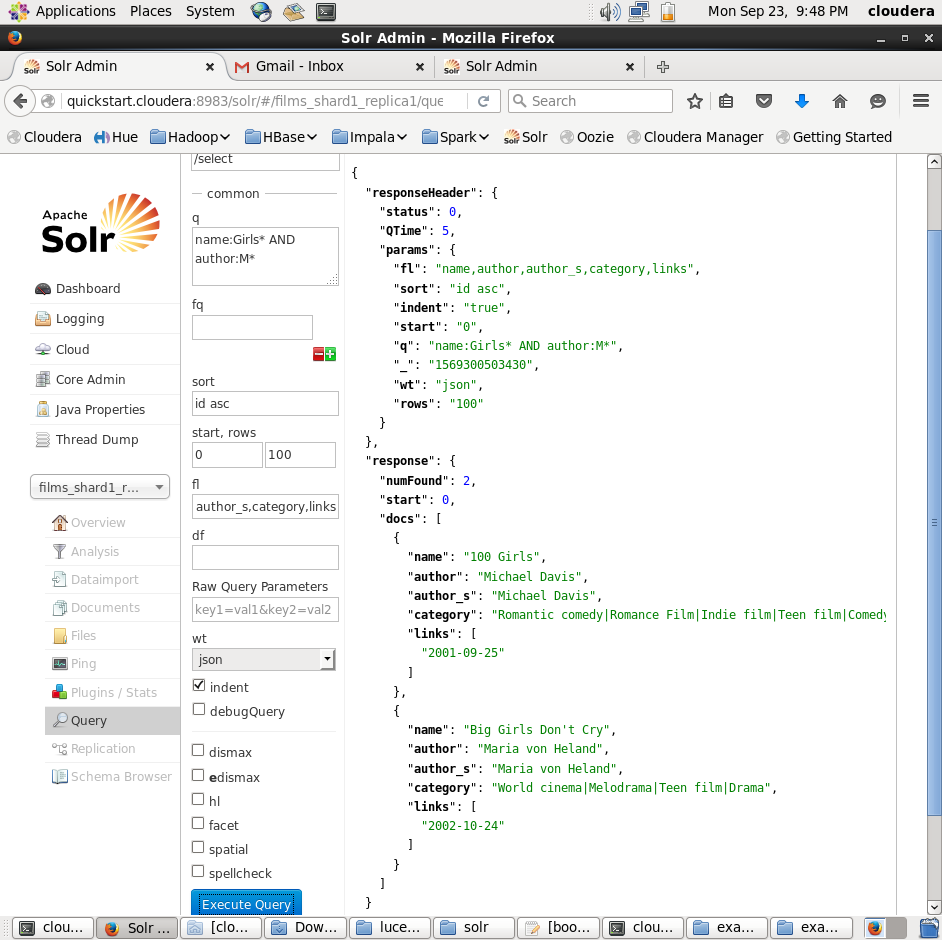 Applications Places System Mon Sep 23, 9:48 PM cloudera
Solr Admin - Mozilla Firefox
Solr Admin Gmail - Inbox Solr Admin
quickstart.cloudera:8983/solr/#/films_shard1_replica1/que Search
Cloudera Hue Hadoop HBase Impala Spark Solr Oozie Cloudera Manager Getting Started
Apache
Solr
Dashboard
Logging
Cloud
Core Admin
Java Properties
Thread Dump
films_shard1_r...
Overview
Analysis
Dataimport
Documents
Files
Ping
Plugins / Stats
Query
Replication
Schema Browser
/select
common
q
name:Girls* AND
author:M*
fq
sort
id asc
start, rows
0 100
fl
author_s,category,links
df
Raw Query Parameters
key1=val1&key2=val2
wt
json
indent
debugQuery
dismax
edismax
hl
facet
spatial
spellcheck
Execute Query
{
"responseHeader": {
"status": 0,
"QTime": 5,
"params": {
"fl": "name,author,author_s,category,links",
"sort": "id asc",
"indent": "true",
"start": "0",
"q": "name:Girls* AND author:M*",
"_": "1569300503430",
"wt": "json",
"rows": "100"
}
},
"response": {
"numFound": 2,
"start": 0,
"docs": [
{
"name": "100 Girls",
"author": "Michael Davis",
"author_s": "Michael Davis",
"category": "Romantic comedy|Romance Film|Indie film|Teen film|Comedy
"links": [
"2001-09-25"
]
},
{
"name": "Big Girls Don't Cry",
"author": "Maria von Heland",
"author_s": "Maria von Heland",
"category": "World cinema|Melodrama|Teen film|Drama",
"links": [
"2002-10-24"
]
}
]
}
clou... Solr ... [clo... Dow... luce... solr [boo... clou... exa... exa...